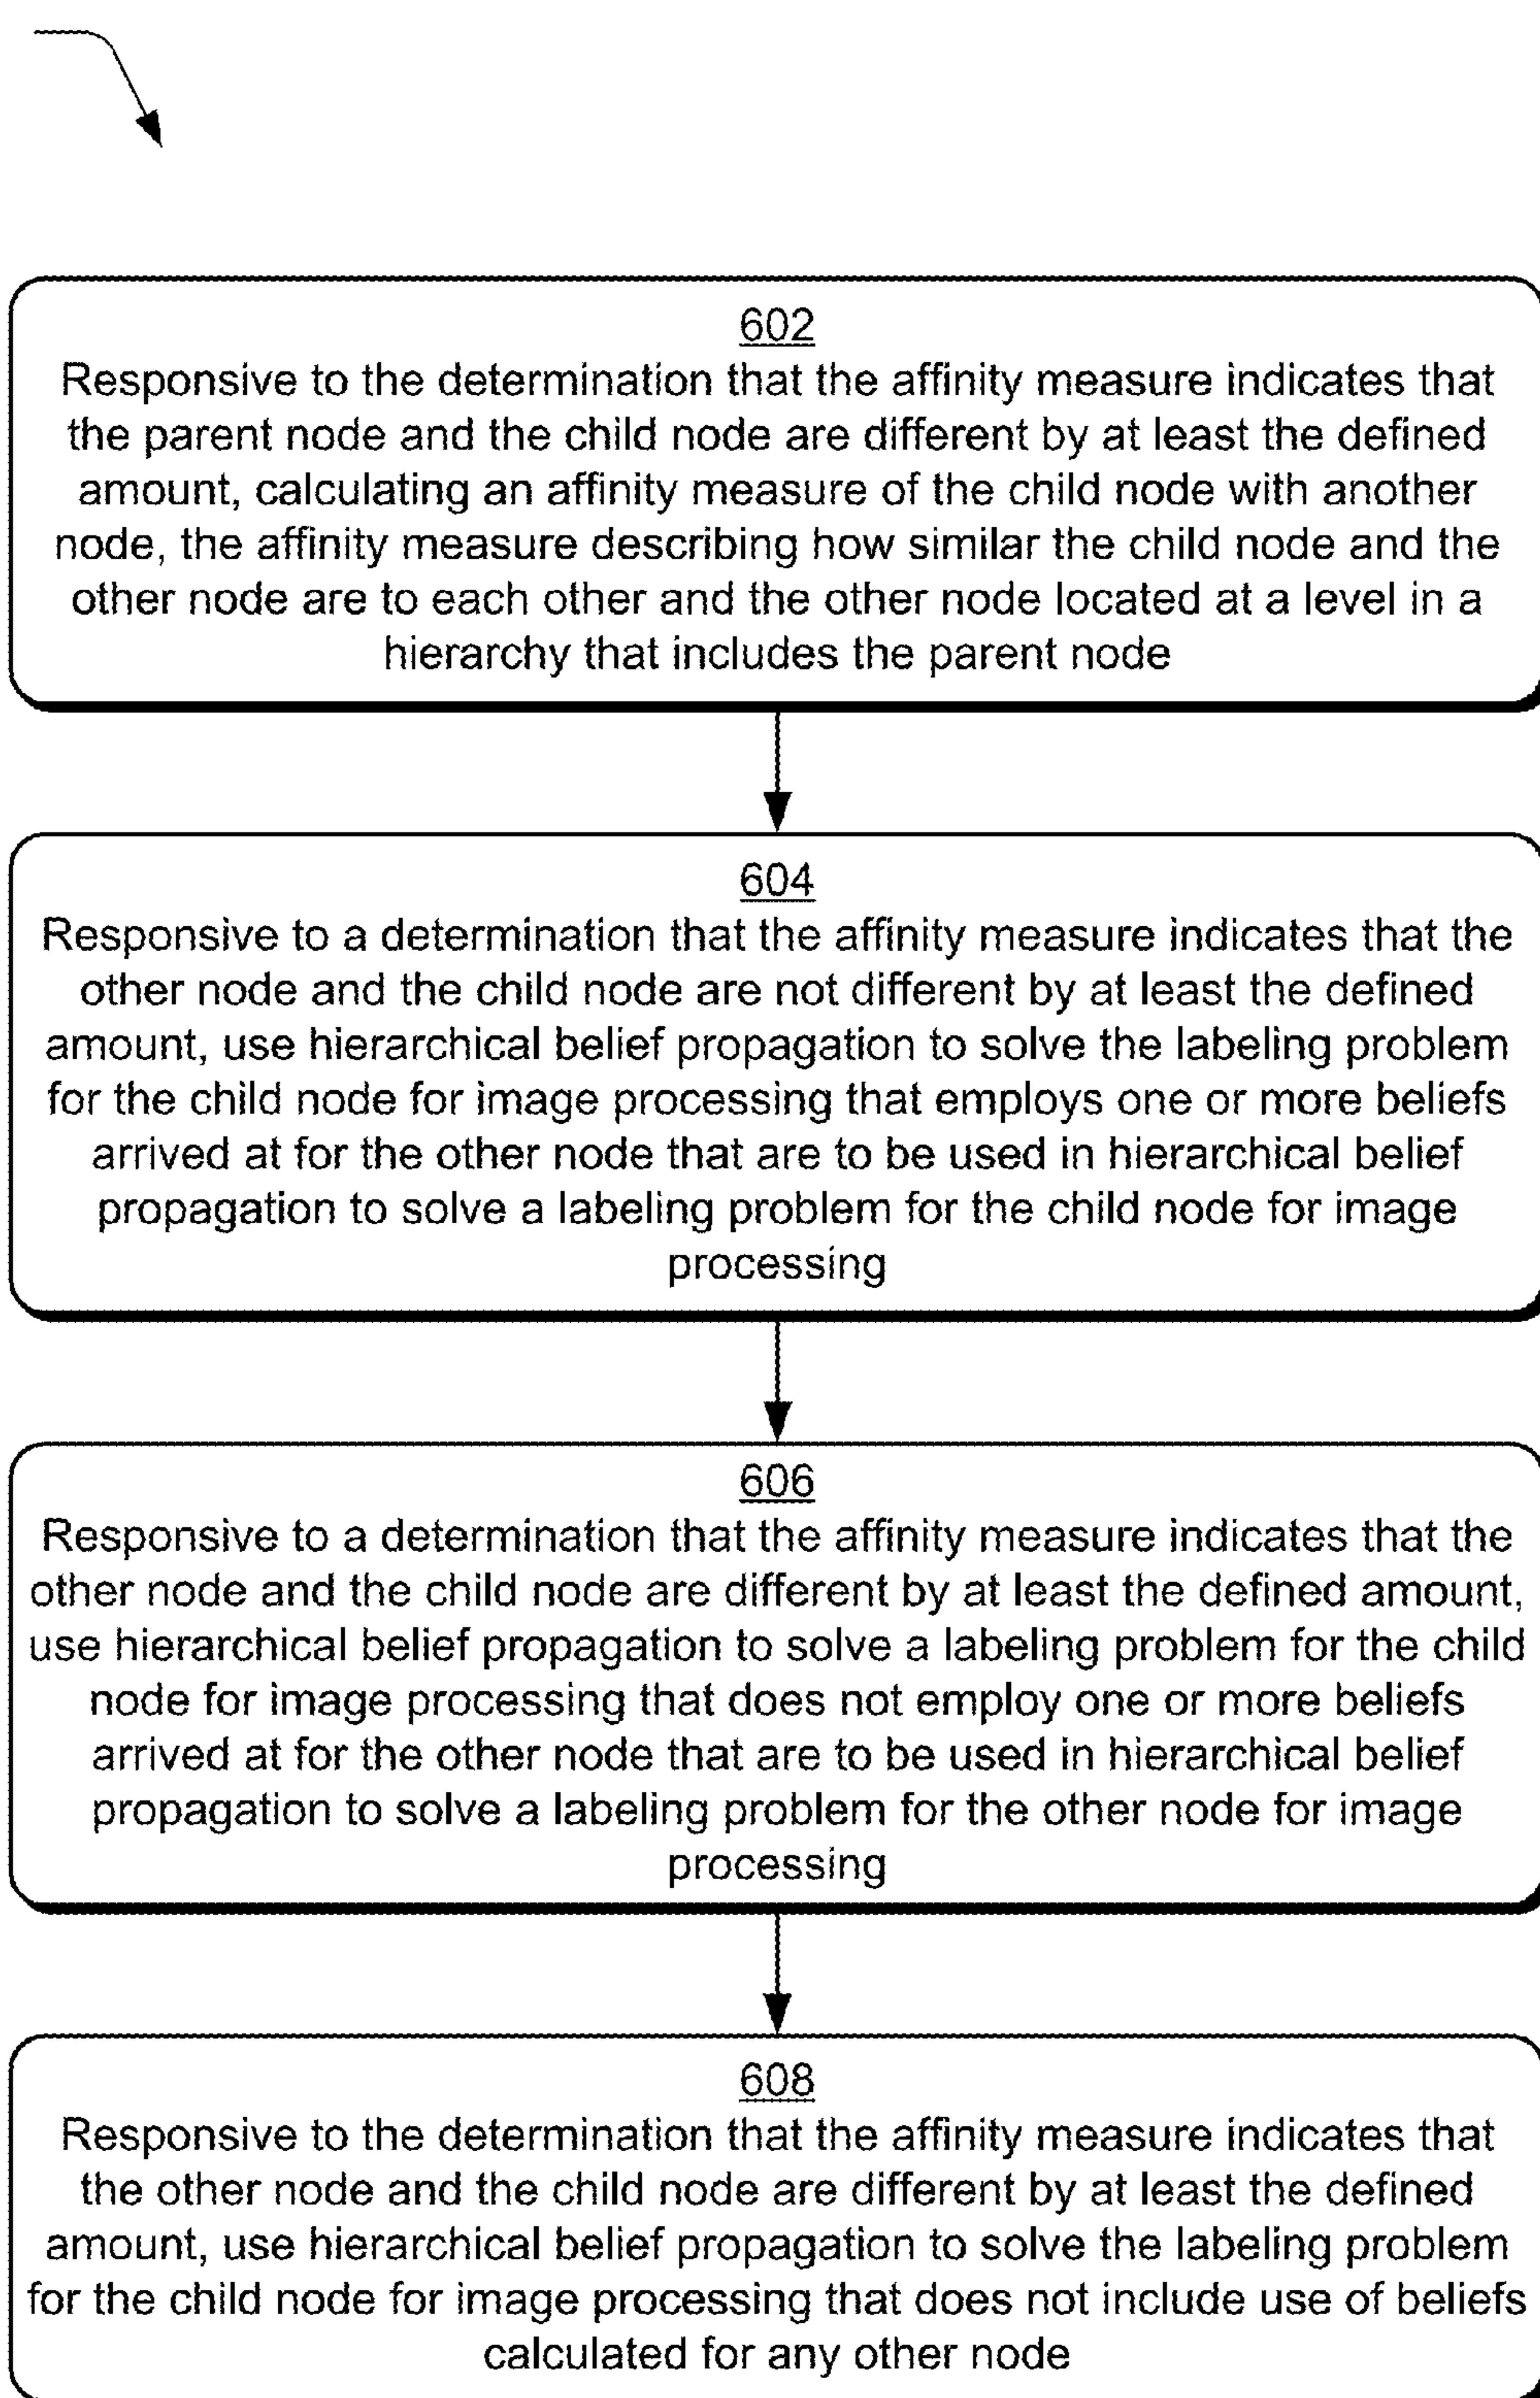 602
Responsive to the determination that the affinity measure indicates that
the parent node and the child node are different by at least the defined
amount, calculating an affinity measure of the child node with another
node, the affinity measure describing how similar the child node and the
other node are to each other and the other node located at a level in a
hierarchy that includes the parent node
604
Responsive to a determination that the affinity measure indicates that the
other node and the child node are not different by at least the defined
amount, use hierarchical belief propagation to solve the labeling problem
for the child node for image processing that employs one or more beliefs
arrived at for the other node that are to be used in hierarchical belief
propagation to solve a labeling problem for the child node for image
processing
606
Responsive to a determination that the affinity measure indicates that the
other node and the child node are different by at least the defined amount,
use hierarchical belief propagation to solve a labeling problem for the child
node for image processing that does not employ one or more beliefs
arrived at for the other node that are to be used in hierarchical belief
propagation to solve a labeling problem for the other node for image
processing
608
Responsive to the determination that the affinity measure indicates that
the other node and the child node are different by at least the defined
amount, use hierarchical belief propagation to solve the labeling problem
for the child node for image processing that does not include use of beliefs
calculated for any other node